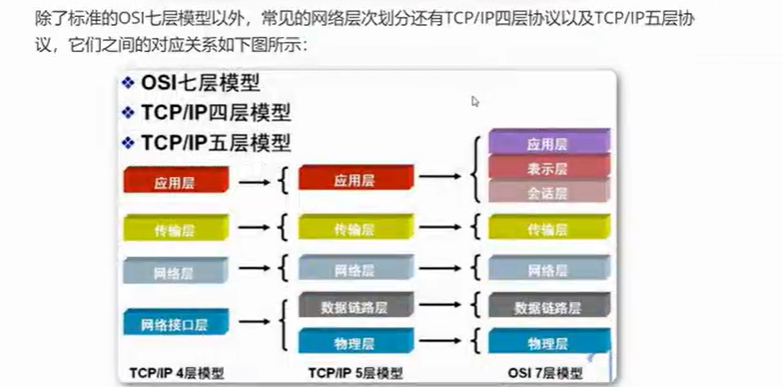 除了标准的OSI七层模型以外，常见的网络层次划分还有TCP/IP四层协议以及TCP/IP五层协
议，它们之间的对应关系如下图所示：
❖ OSI七层模型
❖ TCP/IP四层模型
❖ TCP/IP五层模型
应用层
表示层
会话层
应用层
应用层
传输层
传输层
传输层
网络层
网络层
网络层
网络接口层
数据链路层
数据链路层
物理层
物理层
TCP/IP 4层模型
TCP/IP 5层模型
OSI 7层模型